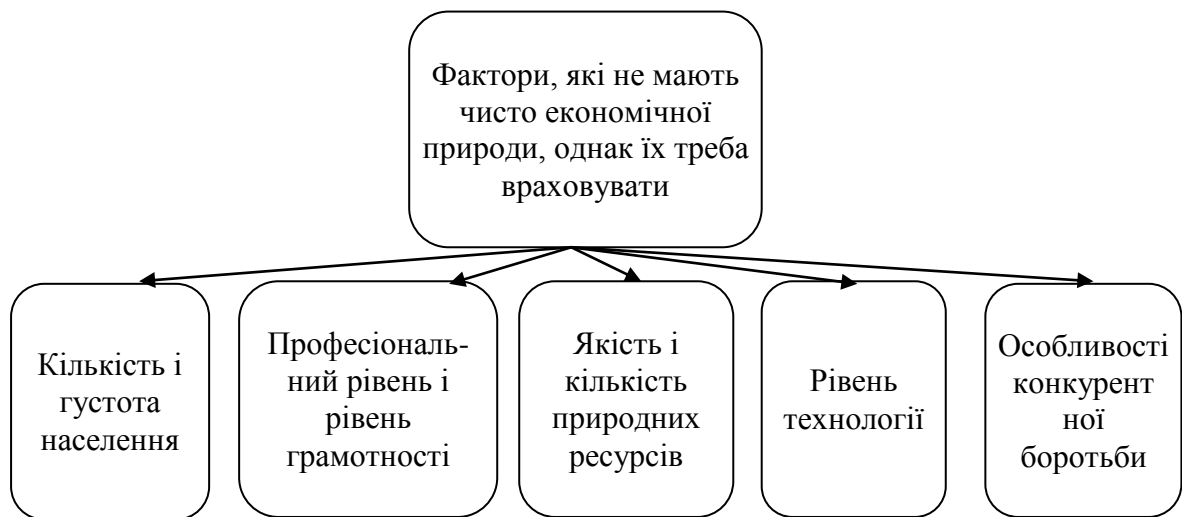 Фактори, які не мають
чисто економічної
природи, однак їх треба
враховувати
Кількість і
густота
населення
Професіональ-
ний рівень і
рівень
грамотності
Якість і
кількість
природних
ресурсів
Рівень
технології
Особливості
конкурент
ної
боротьби